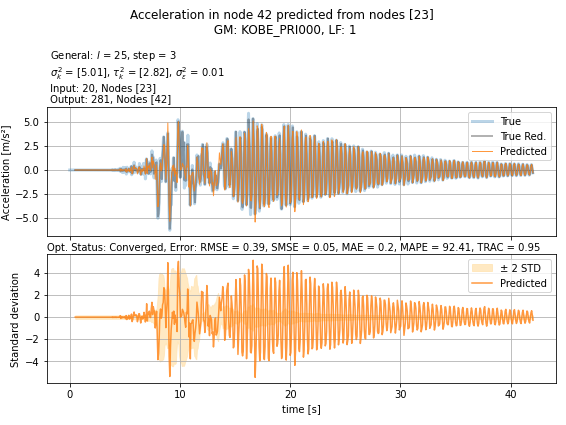 Acceleration in node 42 predicted from nodes [23]
GM: KOBE_PRI000, LF: 1
General: l = 25, step = 3
σ²ₖ = [5.01], τ²ₖ = [2.82], σ²ₑ = 0.01
Input: 20, Nodes [23]
Output: 281, Nodes [42]
Acceleration [m/s²]
5.0
2.5
0.0
−2.5
−5.0
True
True Red.
Predicted
Opt. Status: Converged, Error: RMSE = 0.39, SMSE = 0.05, MAE = 0.2, MAPE = 92.41, TRAC = 0.95
Standard deviation
4
2
0
−2
−4
± 2 STD
Predicted
0
10
20
30
40
time [s]